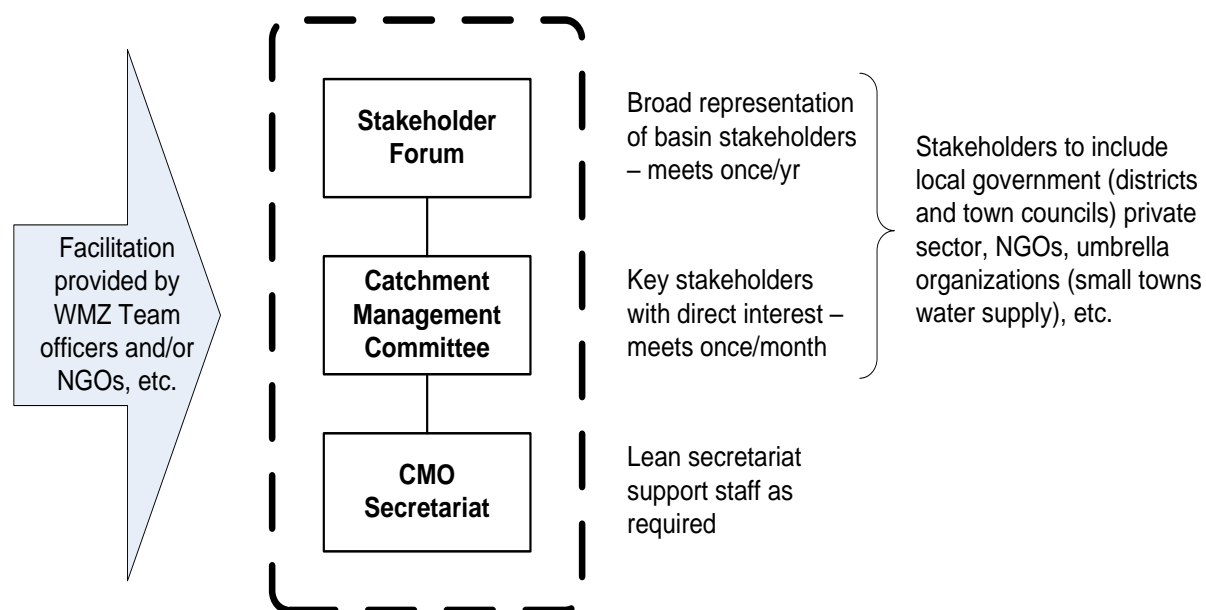 Facilitation
provided by
WMZ Team
officers and/or
NGOs, etc.
Stakeholder
Forum
Catchment
Management
Committee
CMO
Secretariat
Broad representation
of basin stakeholders
– meets once/yr
Key stakeholders
with direct interest –
meets once/month
Lean secretariat
support staff as
required
Stakeholders to include
local government (districts
and town councils) private
sector, NGOs, umbrella
organizations (small towns
water supply), etc.